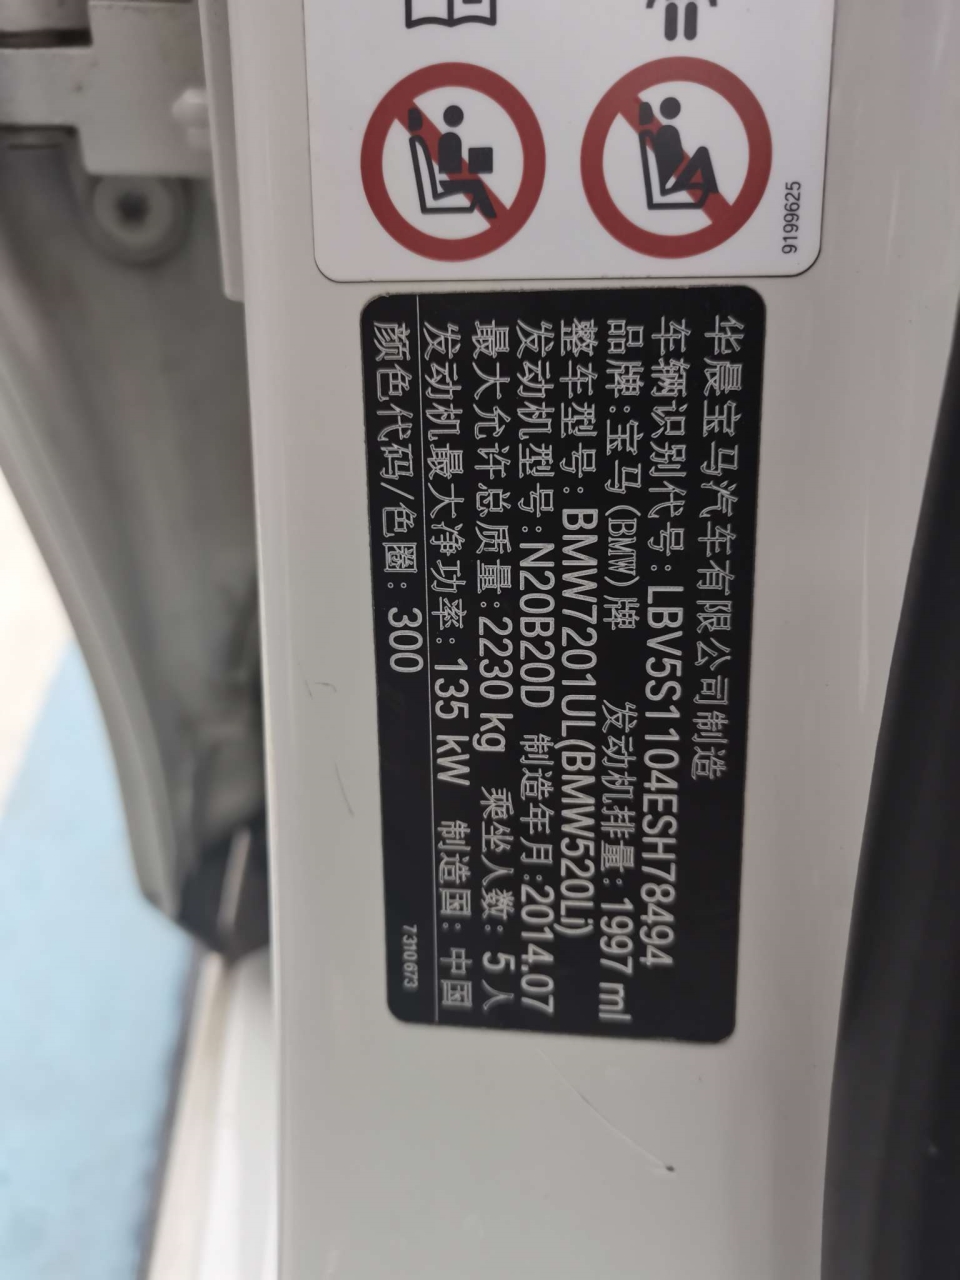 9199625
华晨宝马汽车有限公司制造
车辆识别代号:LBV5S1104ESH78494
品牌:宝马(BMW)牌 发动机排量:1997 ml
整车型号:BMW7201UL(BMW520Li)
发动机型号:N20B20D 制造年月:2014.07
最大允许总质量:2230 kg 乘坐人数:5人
发动机最大净功率:135 kW 制造国:中国
颜色代码/色圈:300
7310673